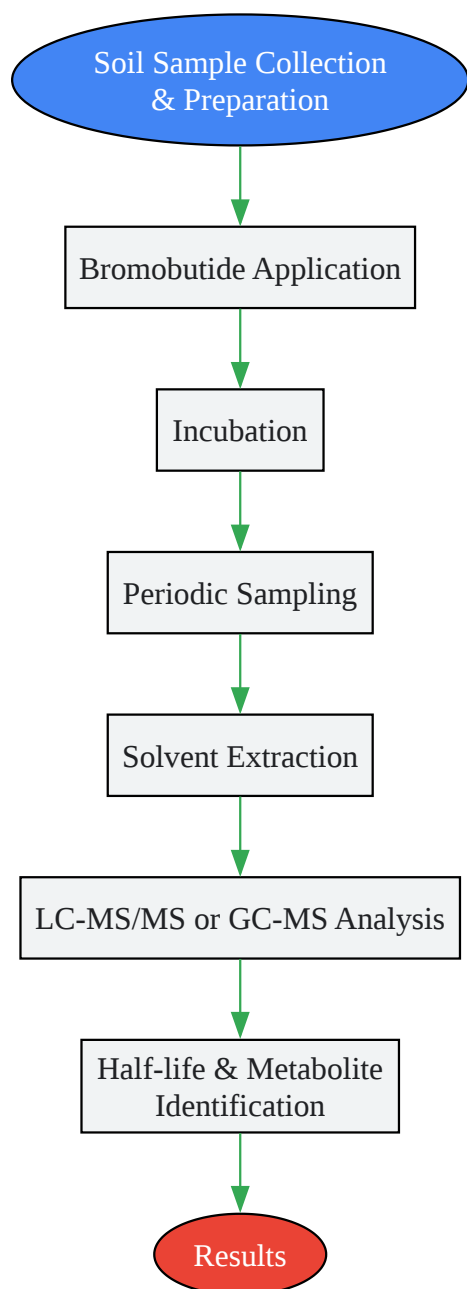 Soil Sample Collection
& Preparation
Bromobutide Application
Incubation
Periodic Sampling
Solvent Extraction
LC-MS/MS or GC-MS Analysis
Half-life & Metabolite
Identification
Results